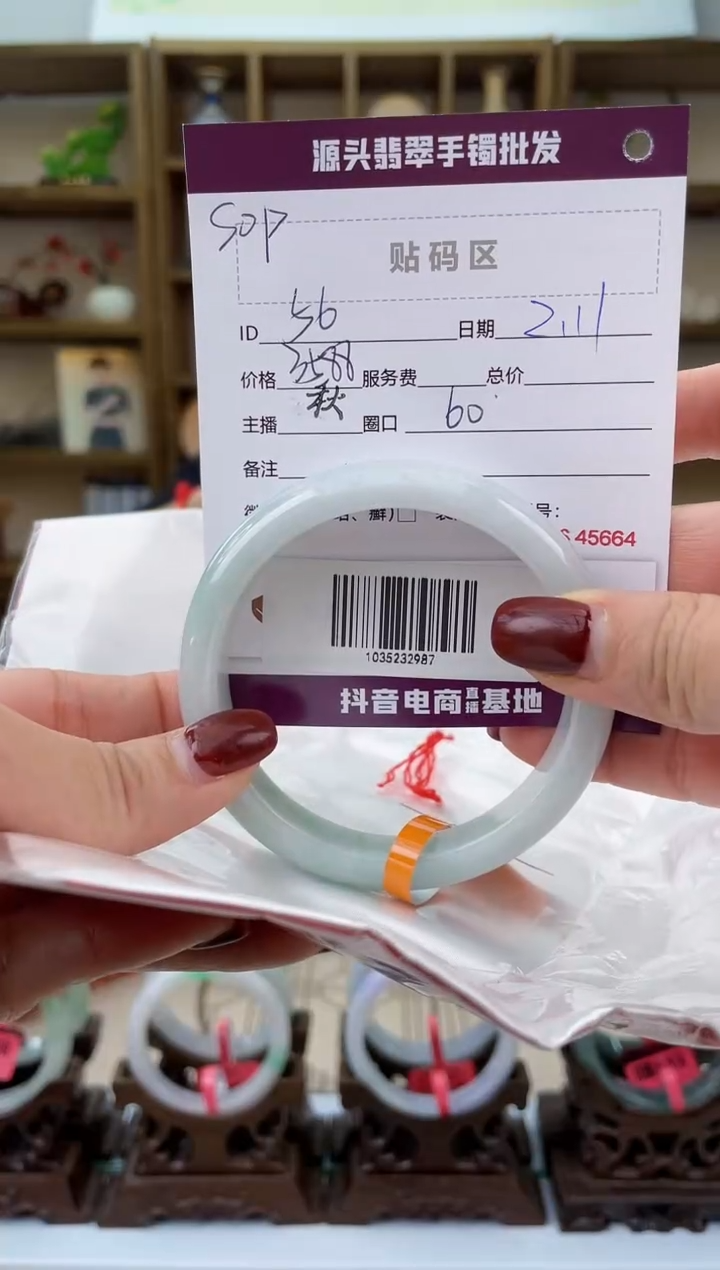 源头翡翠手镯批发
SOP
贴码区
ID 56 日期 2.11
价格 服务费 总价
秋
主播 圈口 60
备注
号:
45664
1035232987
抖音电商直播基地